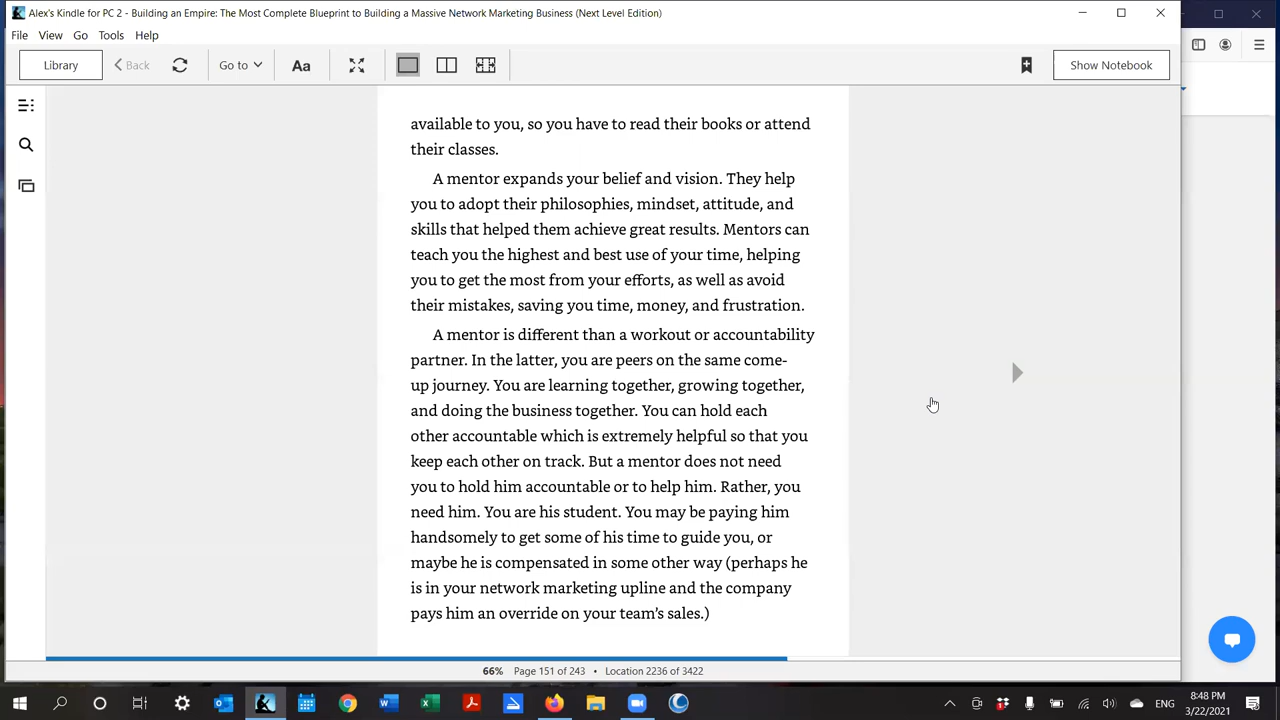 Alex's Kindle for PC 2 - Building an Empire: The Most Complete Blueprint to Building a Massive Network Marketing Business (Next Level Edition)
File View Go Tools Help
Library Back Go to Aa Show Notebook
available to you, so you have to read their books or attend
their classes.
A mentor expands your belief and vision. They help
you to adopt their philosophies, mindset, attitude, and
skills that helped them achieve great results. Mentors can
teach you the highest and best use of your time, helping
you to get the most from your efforts, as well as avoid
their mistakes, saving you time, money, and frustration.
A mentor is different than a workout or accountability
partner. In the latter, you are peers on the same come-
up journey. You are learning together, growing together,
and doing the business together. You can hold each
other accountable which is extremely helpful so that you
keep each other on track. But a mentor does not need
you to hold him accountable or to help him. Rather, you
need him. You are his student. You may be paying him
handsomely to get some of his time to guide you, or
maybe he is compensated in some other way (perhaps he
is in your network marketing upline and the company
pays him an override on your team's sales.)
66% Page 151 of 243 • Location 2236 of 3422
ENG
8:48 PM
3/22/2021